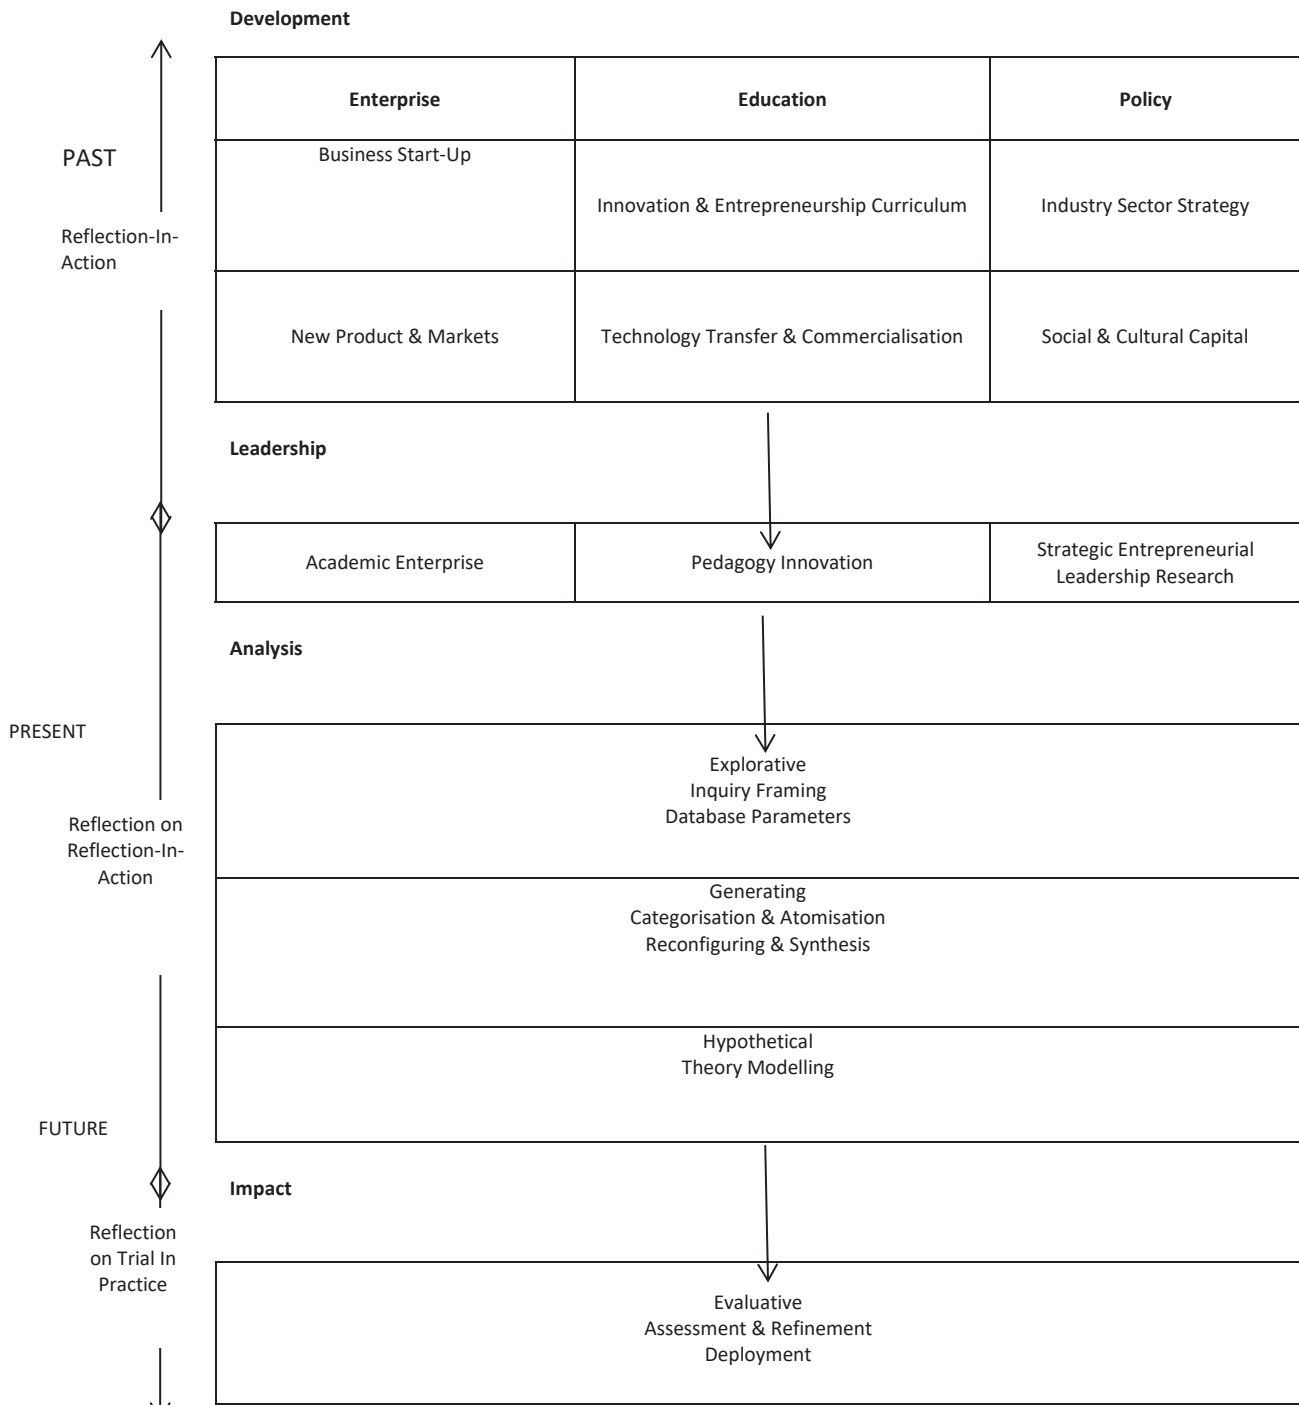 Development
Enterprise
Education
Policy
PAST
Business Start-Up
Innovation & Entrepreneurship Curriculum
Industry Sector Strategy
Reflection-In-
Action
New Product & Markets
Technology Transfer & Commercialisation
Social & Cultural Capital
Leadership
Academic Enterprise
Pedagogy Innovation
Strategic Entrepreneurial
Leadership Research
Analysis
PRESENT
Explorative
Inquiry Framing
Database Parameters
Reflection on
Reflection-In-
Action
Generating
Categorisation & Atomisation
Reconfiguring & Synthesis
Hypothetical
Theory Modelling
FUTURE
Impact
Reflection
on Trial In
Practice
Evaluative
Assessment & Refinement
Deployment